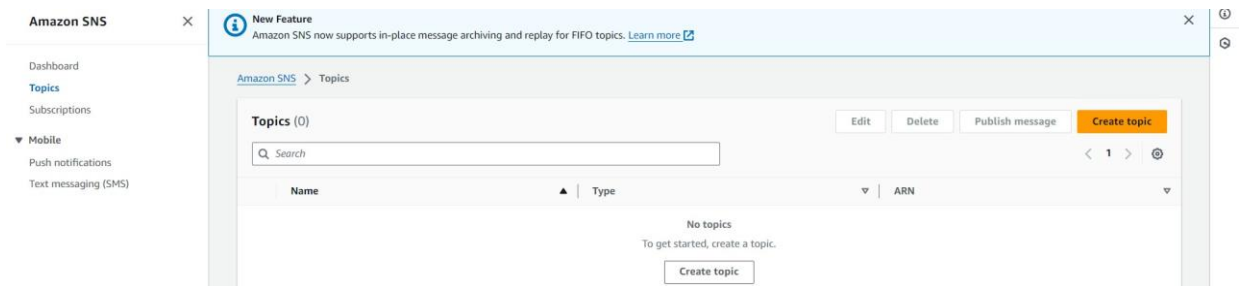 Amazon SNS
New Feature
Amazon SNS now supports in-place message archiving and replay for FIFO topics. Learn more
Dashboard
Topics
Subscriptions
Mobile
Push notifications
Text messaging (SMS)
Amazon SNS > Topics
Topics (0)
Edit Delete Publish message Create topic
Search
1
Name Type ARN
No topics
To get started, create a topic.
Create topic